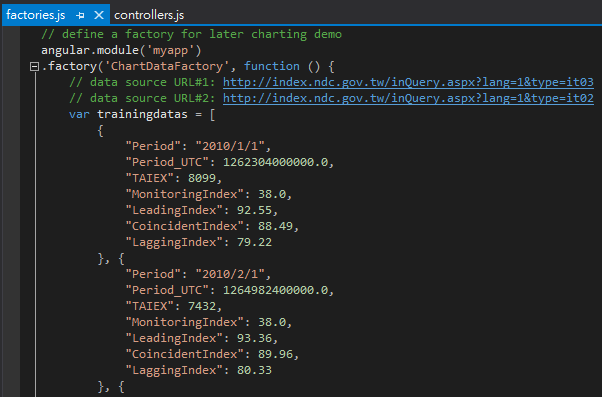 factories.js controllers.js
// define a factory for later charting demo
angular.module('myapp')
.factory('ChartDataFactory', function () {
// data source URL#1: http://index.ndc.gov.tw/inQuery.aspx?lang=1&type=it03
// data source URL#2: http://index.ndc.gov.tw/inQuery.aspx?lang=1&type=it02
var trainingdatas = [
{
"Period": "2010/1/1",
"Period_UTC": 1262304000000.0,
"TAIEX": 8099,
"MonitoringIndex": 38.0,
"LeadingIndex": 92.55,
"CoincidentIndex": 88.49,
"LaggingIndex": 79.22
}, {
"Period": "2010/2/1",
"Period_UTC": 1264982400000.0,
"TAIEX": 7432,
"MonitoringIndex": 38.0,
"LeadingIndex": 93.36,
"CoincidentIndex": 89.96,
"LaggingIndex": 80.33
}, {